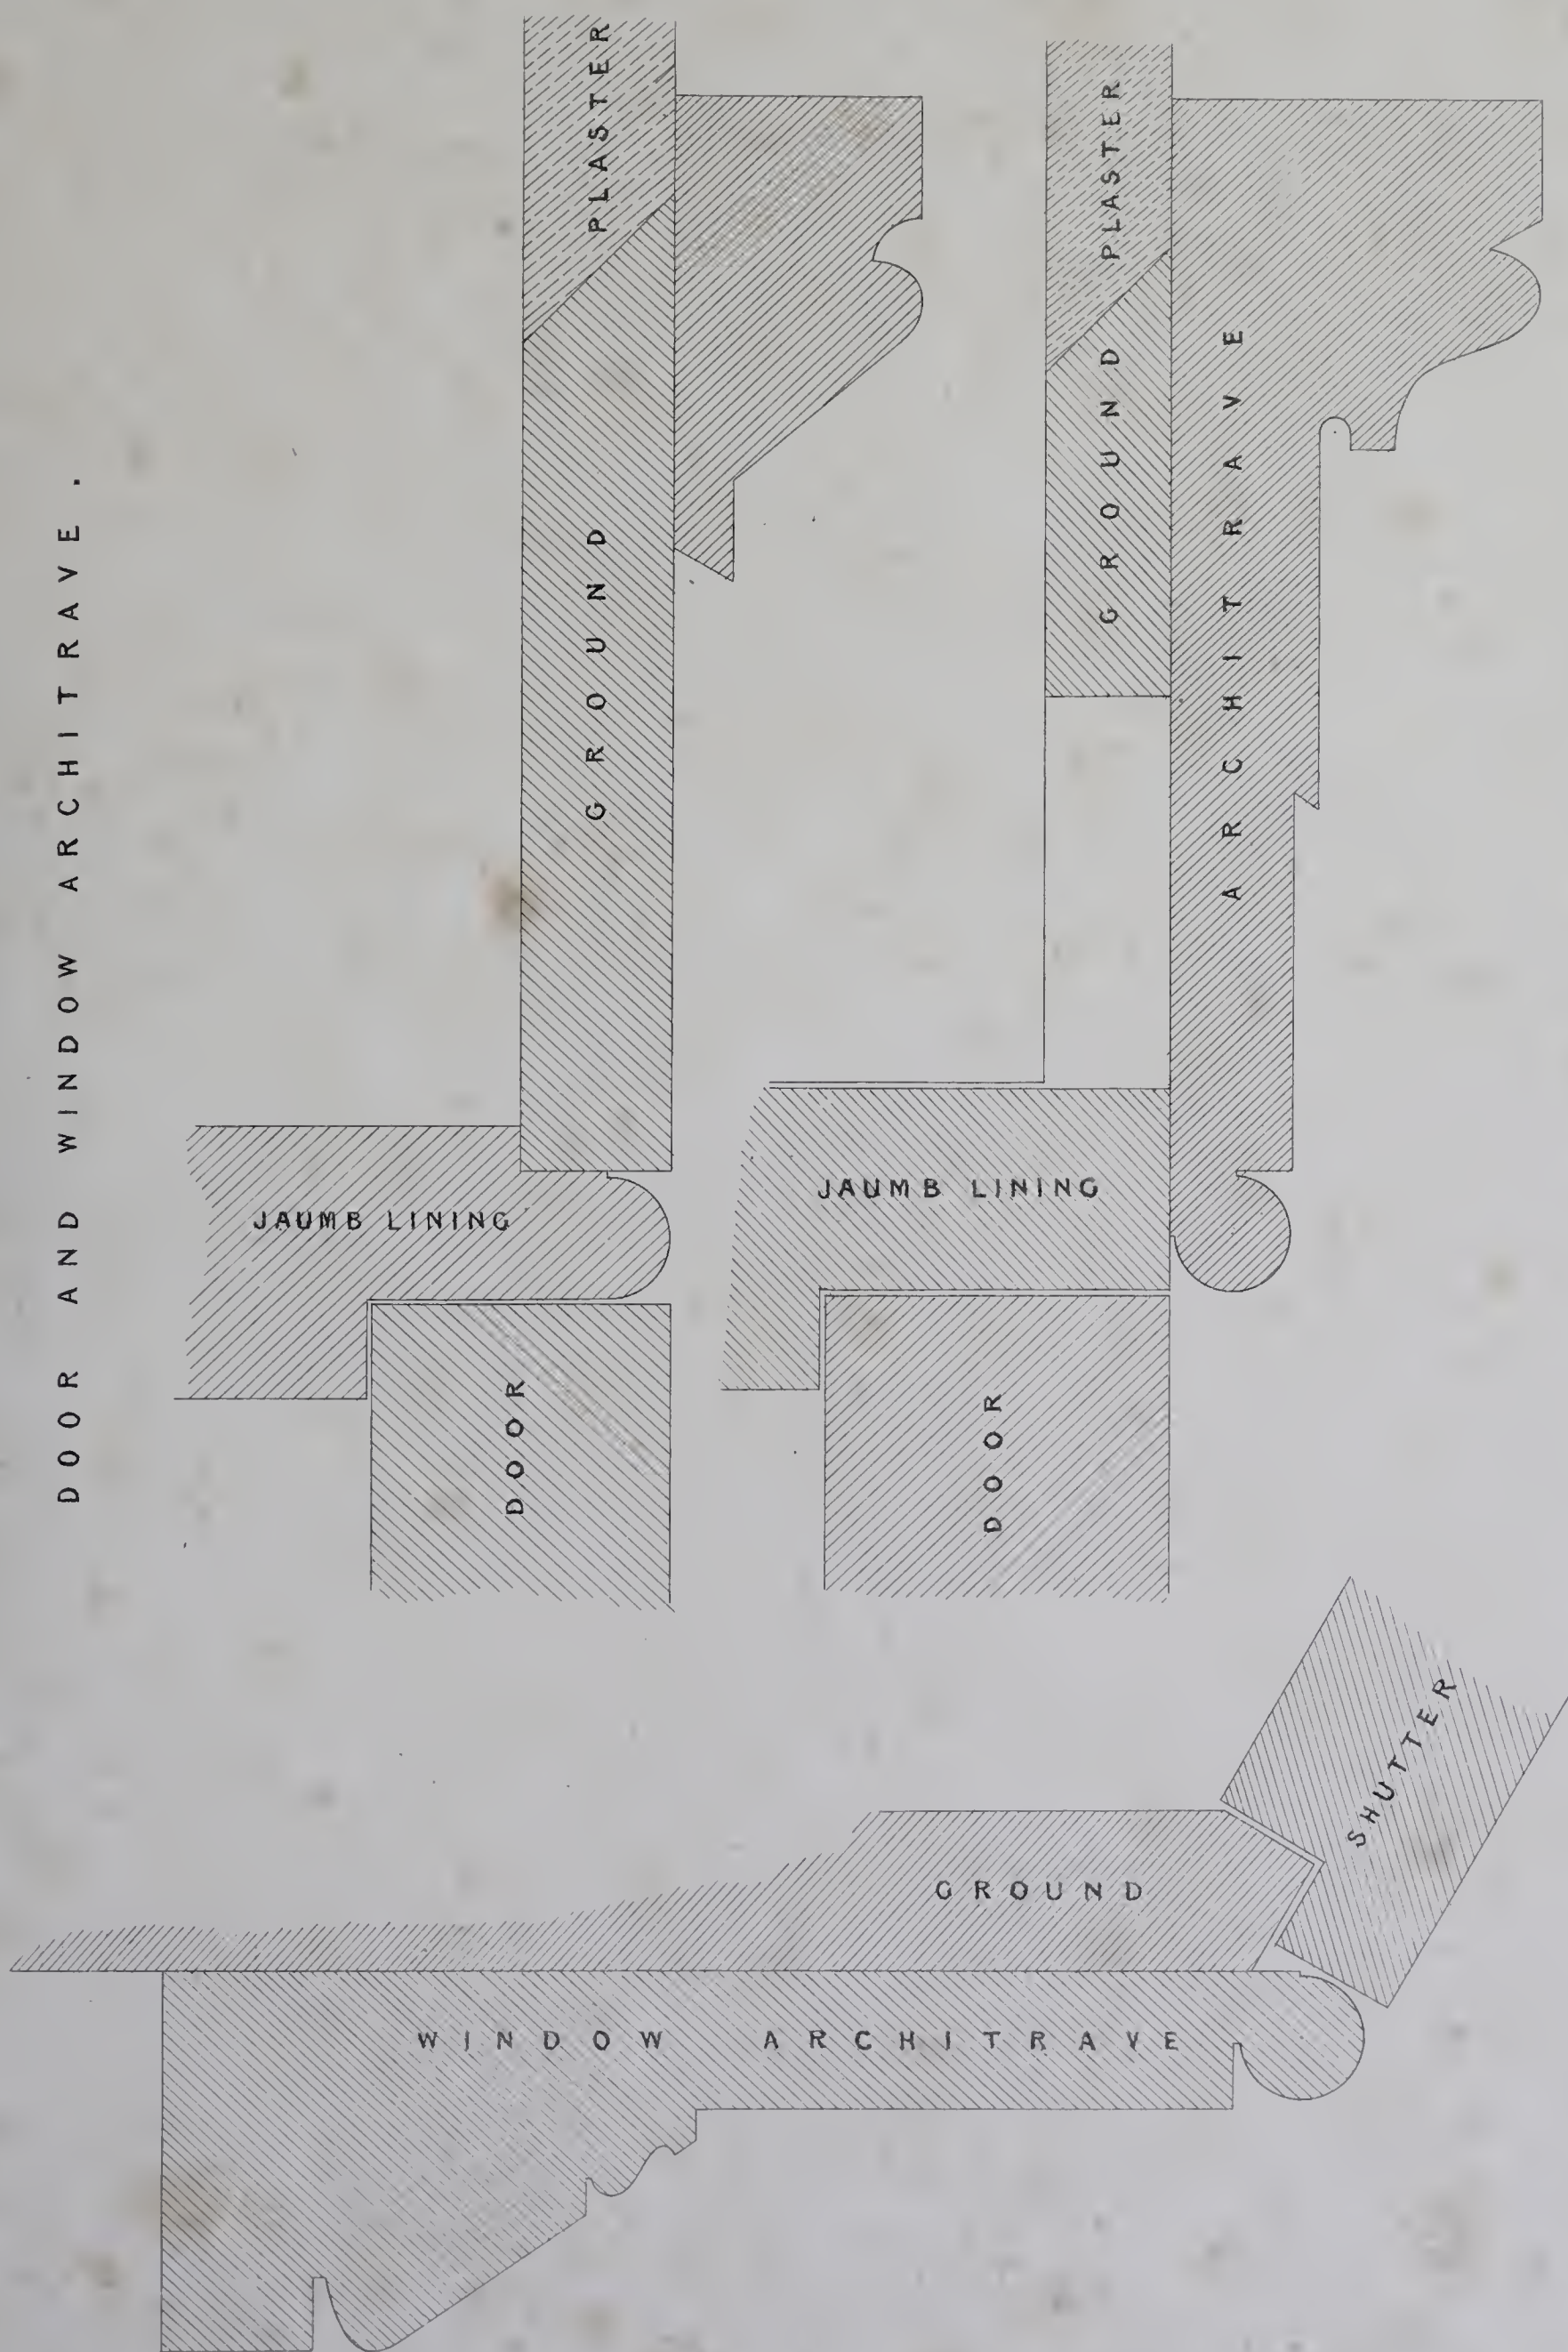 DOOR AND WINDOW ARCHITRAVE.
PLASTER
GROUND
JAUMB LINING
DOOR
PLASTER
GROUND
ARCHITRAVE
JAUMB LINING
DOOR
SHUTTER
GROUND
WINDOW ARCHITRAVE